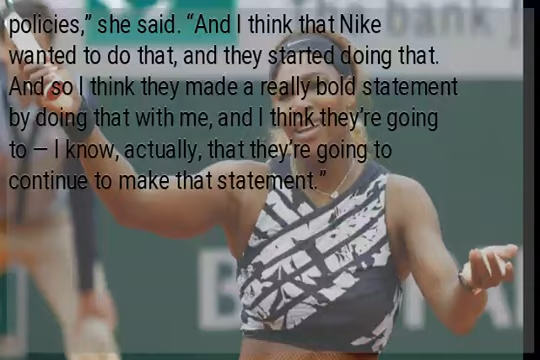 the bank
policies,” she said. “And I think that Nike
wanted to do that, and they started doing that.
And so I think they made a really bold statement
by doing that with me, and I think they’re going
to — I know, actually, that they’re going to
continue to make that statement.”